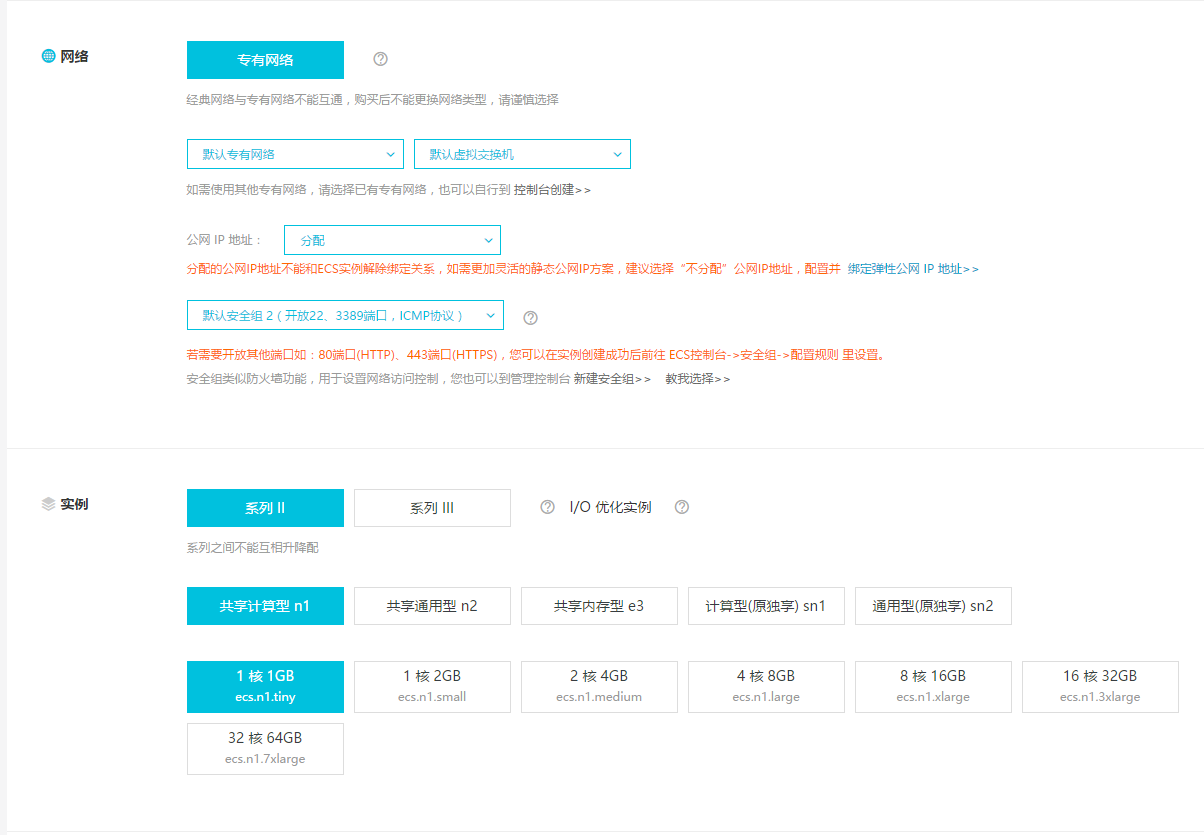 网络
专有网络
经典网络与专有网络不能互通，购买后不能更换网络类型，请谨慎选择
默认专有网络 默认虚拟交换机
如需使用其他专有网络，请选择已有专有网络，也可以自行到 控制台创建>>
公网 IP 地址： 分配
分配的公网IP地址不能和ECS实例解除绑定关系，如需更加灵活的静态公网IP方案，建议选择“不分配”公网IP地址，配置并 绑定弹性公网 IP 地址>>
默认安全组 2（开放22、3389端口，ICMP协议）
若需要开放其他端口如：80端口(HTTP)、443端口(HTTPS)，您可以在实例创建成功后前往 ECS控制台->安全组->配置规则 里设置。
安全组类似防火墙功能，用于设置网络访问控制，您也可以到管理控制台 新建安全组>> 教我选择>>
实例
系列 II 系列 III I/O 优化实例
系列之间不能互相升降配
共享计算型 n1 共享通用型 n2 共享内存型 e3 计算型(原独享) sn1 通用型(原独享) sn2
1 核 1GB 1 核 2GB 2 核 4GB 4 核 8GB 8 核 16GB 16 核 32GB
ecs.n1.tiny ecs.n1.small ecs.n1.medium ecs.n1.large ecs.n1.xlarge ecs.n1.3xlarge
32 核 64GB
ecs.n1.7xlarge